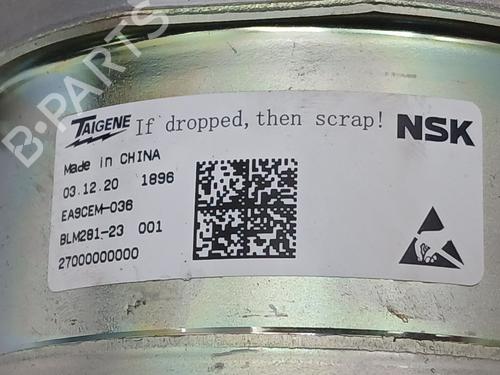 TAIGENE If dropped, then scrap! NSK
Made in CHINA
03.12.20 1896
EA9CEM-036
BLM281-23 001
27000000000
B-PARTS